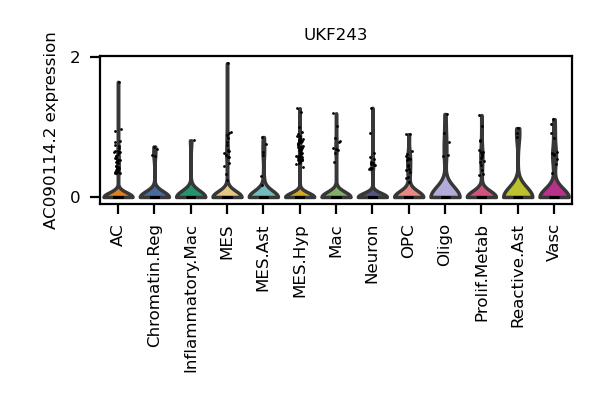 UKF243
AC090114.2 expression
2
0
AC
Chromatin.Reg
Inflammatory.Mac
MES
MES.Ast
MES.Hyp
Mac
Neuron
OPC
Oligo
Prolif.Metab
Reactive.Ast
Vasc